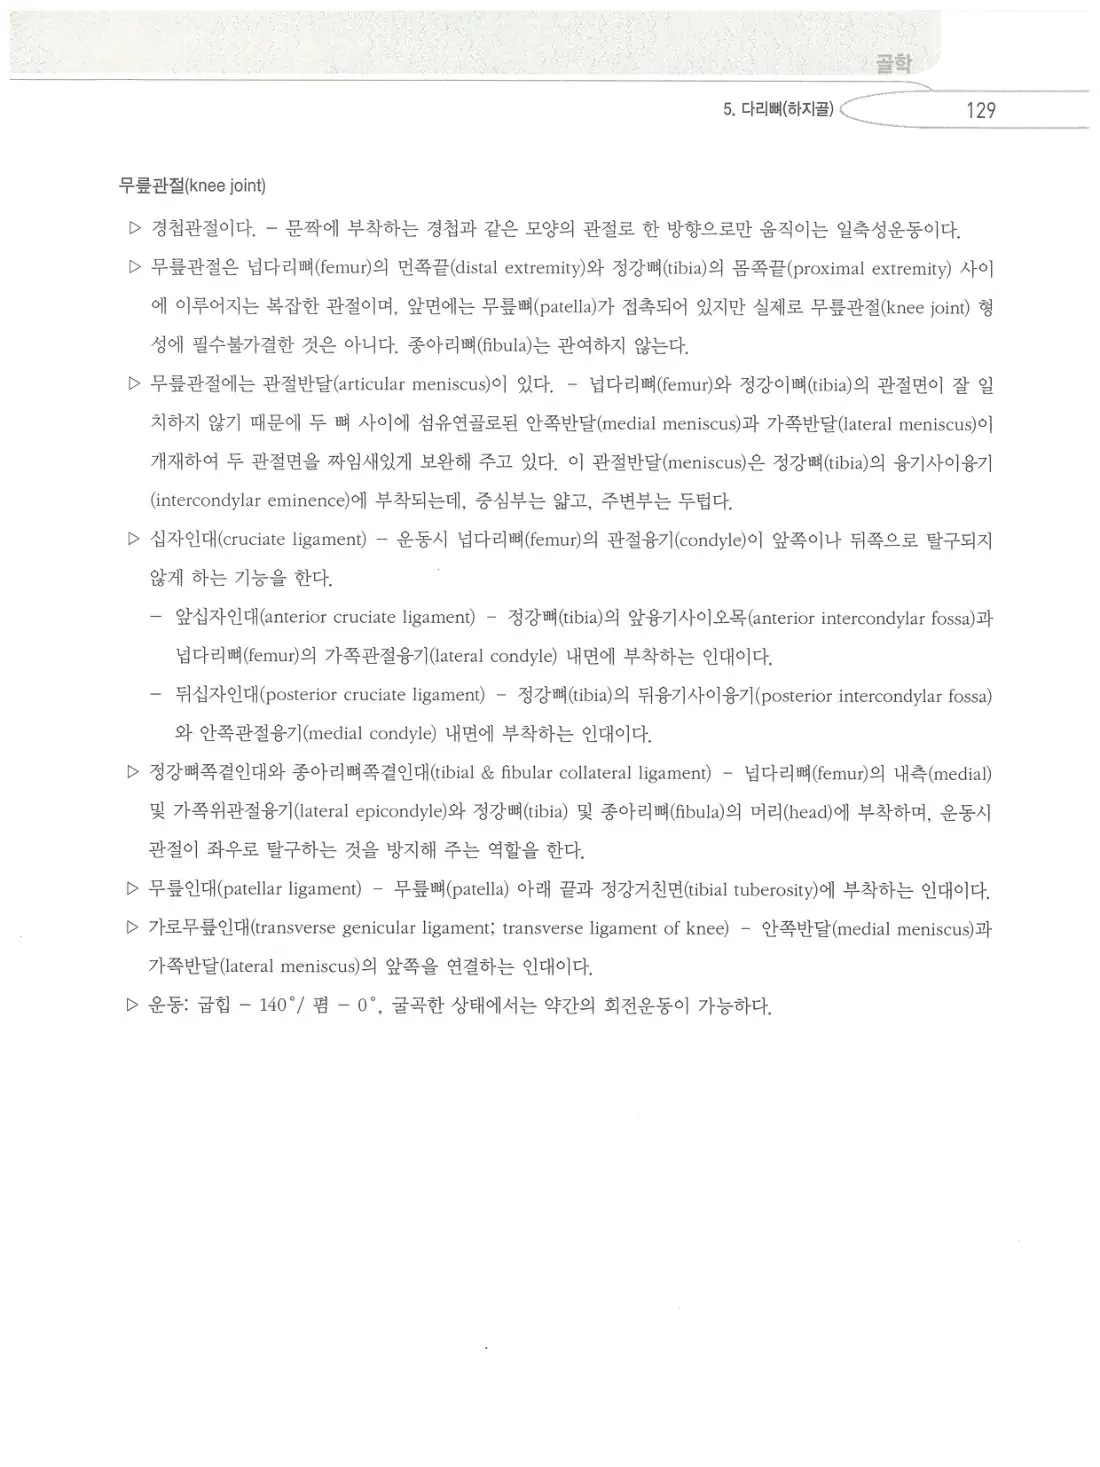 골학
5. 다리뼈(하지골)
129
무릎관절(knee joint)
▷ 경첩관절이다. - 문짝에 부착하는 경첩과 같은 모양의 관절로 한 방향으로만 움직이는 일축성운동이다.
▷ 무릎관절은 넙다리뼈(femur)의 먼쪽끝(distal extremity)와 정강뼈(tibia)의 몸쪽끝(proximal extremity) 사이
에 이루어지는 복잡한 관절이며, 앞면에는 무릎뼈(patella)가 접촉되어 있지만 실제로 무릎관절(knee joint) 형
성에 필수불가결한 것은 아니다. 종아리뼈(fibula)는 관여하지 않는다.
▷ 무릎관절에는 관절반달(articular meniscus)이 있다. - 넙다리뼈(femur)와 정강이뼈(tibia)의 관절면이 잘 일
치하지 않기 때문에 두 뼈 사이에 섬유연골로된 안쪽반달(medial meniscus)과 가쪽반달(lateral meniscus)이
개재하여 두 관절면을 짜임새있게 보완해 주고 있다. 이 관절반달(meniscus)은 정강뼈(tibia)의 융기사이융기
(intercondylar eminence)에 부착되는데, 중심부는 얇고, 주변부는 두텁다.
▷ 십자인대(cruciate ligament) - 운동시 넙다리뼈(femur)의 관절융기(condyle)이 앞쪽이나 뒤쪽으로 탈구되지
않게 하는 기능을 한다.
- 앞십자인대(anterior cruciate ligament) - 정강뼈(tibia)의 앞융기사이오목(anterior intercondylar fossa)과
넙다리뼈(femur)의 가쪽관절융기(lateral condyle) 내면에 부착하는 인대이다.
- 뒤십자인대(posterior cruciate ligament) - 정강뼈(tibia)의 뒤융기사이융기(posterior intercondylar fossa)
와 안쪽관절융기(medial condyle) 내면에 부착하는 인대이다.
▷ 정강뼈쪽곁인대와 종아리뼈쪽곁인대(tibial & fibular collateral ligament) - 넙다리뼈(femur)의 내측(medial)
및 가쪽위관절융기(lateral epicondyle)와 정강뼈(tibia) 및 종아리뼈(fibula)의 머리(head)에 부착하며, 운동시
관절이 좌우로 탈구하는 것을 방지해 주는 역할을 한다.
▷ 무릎인대(patellar ligament) - 무릎뼈(patella) 아래 끝과 정강거친면(tibial tuberosity)에 부착하는 인대이다.
▷ 가로무릎인대(transverse genicular ligament; transverse ligament of knee) - 안쪽반달(medial meniscus)과
가쪽반달(lateral meniscus)의 앞쪽을 연결하는 인대이다.
▷ 운동: 굽힙 - 140°/ 폄 - 0°, 굴곡한 상태에서는 약간의 회전운동이 가능하다.